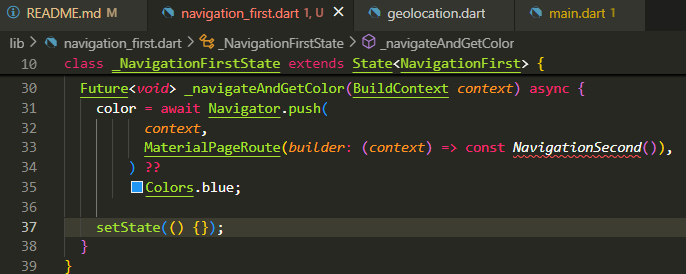 README.md navigation_first.dart 1, U × geolocation.dart main.dart 1
lib > navigation_first.dart > _NavigationFirstState > _navigateAndGetColor
10 class _NavigationFirstState extends State<NavigationFirst> {
30 Future<void> _navigateAndGetColor(BuildContext context) async {
31 color = await Navigator.push(
32 context,
33 MaterialPageRoute(builder: (context) => const NavigationSecond()),
34 ) ??
35 Colors.blue;
36
37 setState(() {});
38 }
39 }